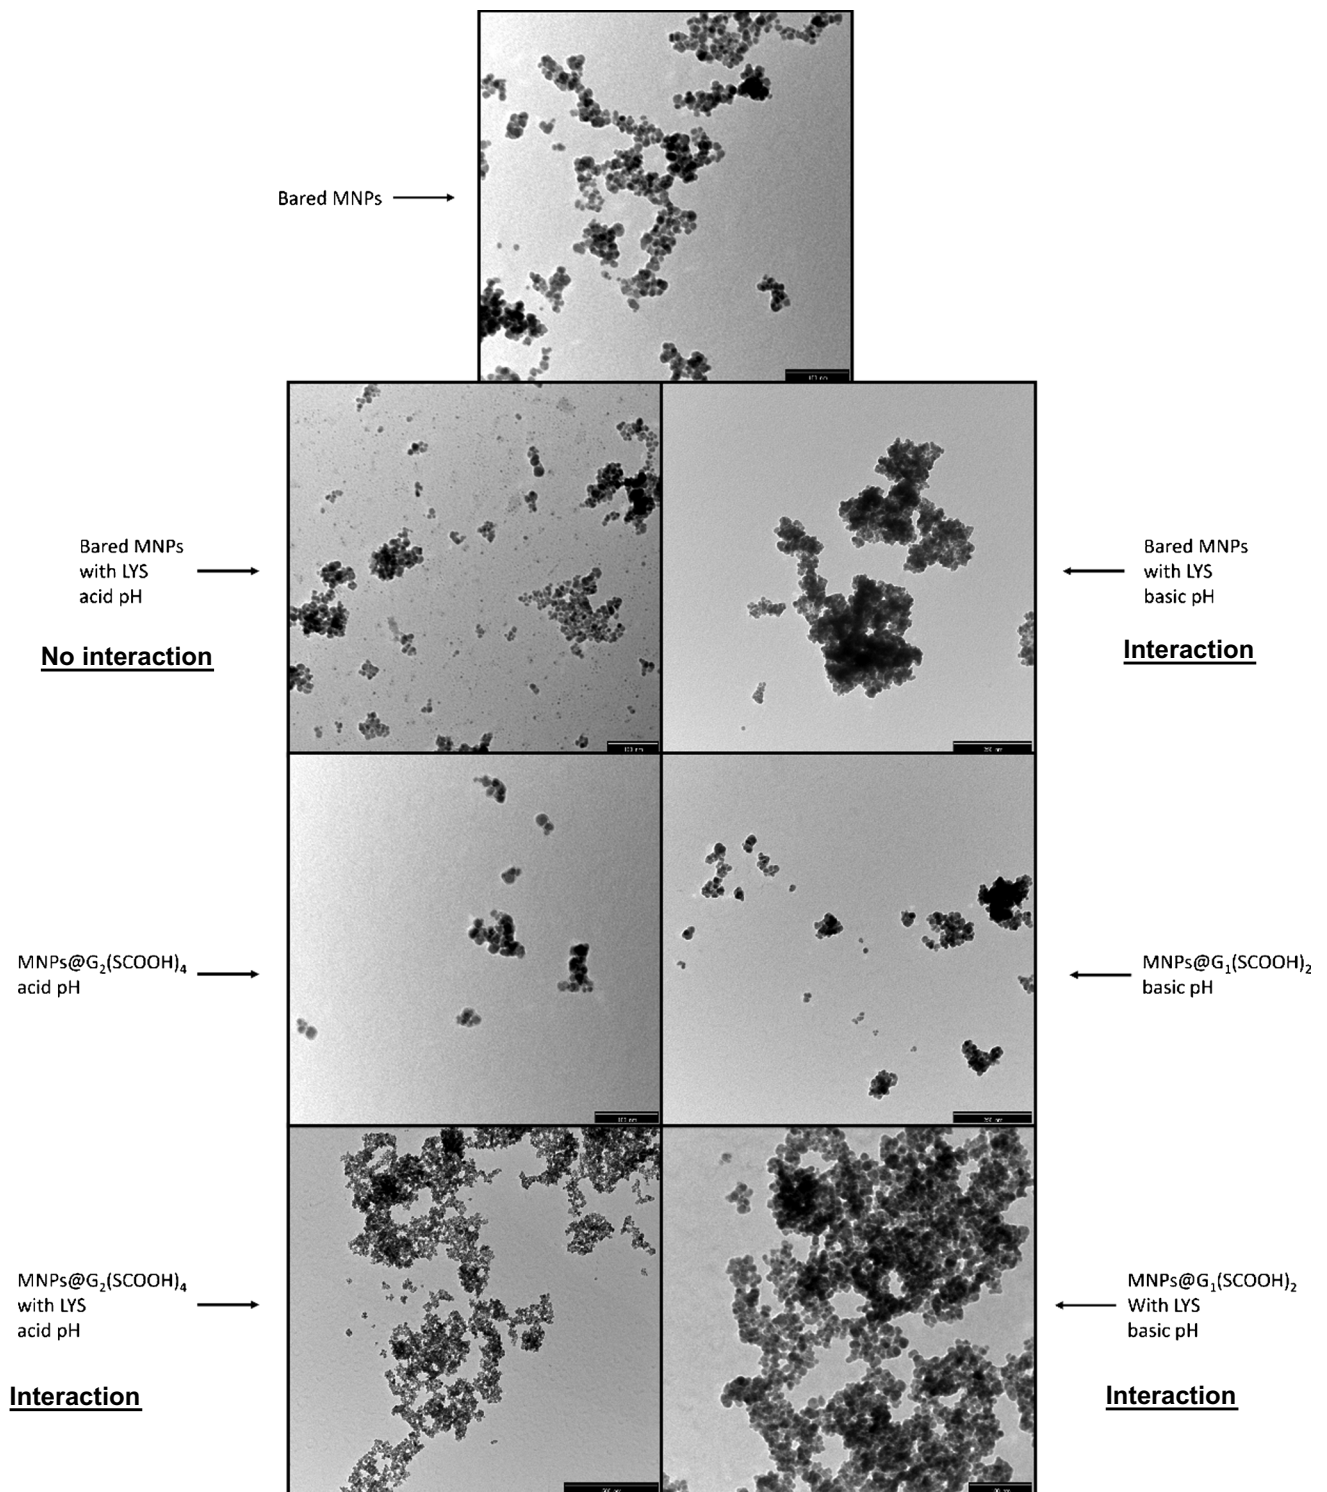 Bared MNPs
Bared MNPs
with LYS
acid pH
No interaction
Bared MNPs
with LYS
basic pH
Interaction
MNPs@G₂(SCOOH)₄
acid pH
MNPs@G₁(SCOOH)₂
basic pH
MNPs@G₂(SCOOH)₄
with LYS
acid pH
Interaction
MNPs@G₁(SCOOH)₂
With LYS
basic pH
Interaction